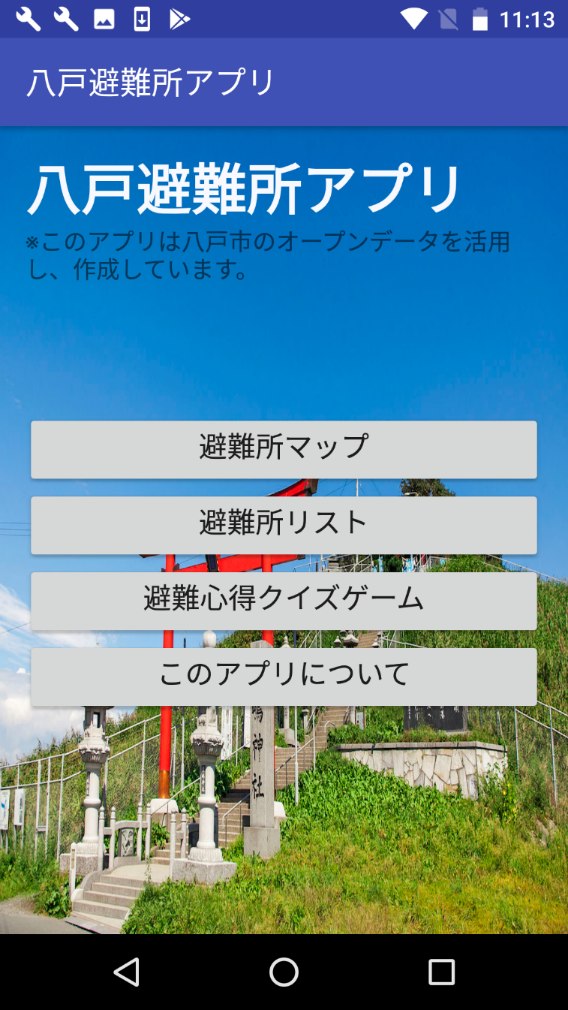 11:13
八戸避難所アプリ
八戸避難所アプリ
※このアプリは八戸市のオープンデータを活用
し、作成しています。
避難所マップ
避難所リスト
避難心得クイズゲーム
このアプリについて
神社